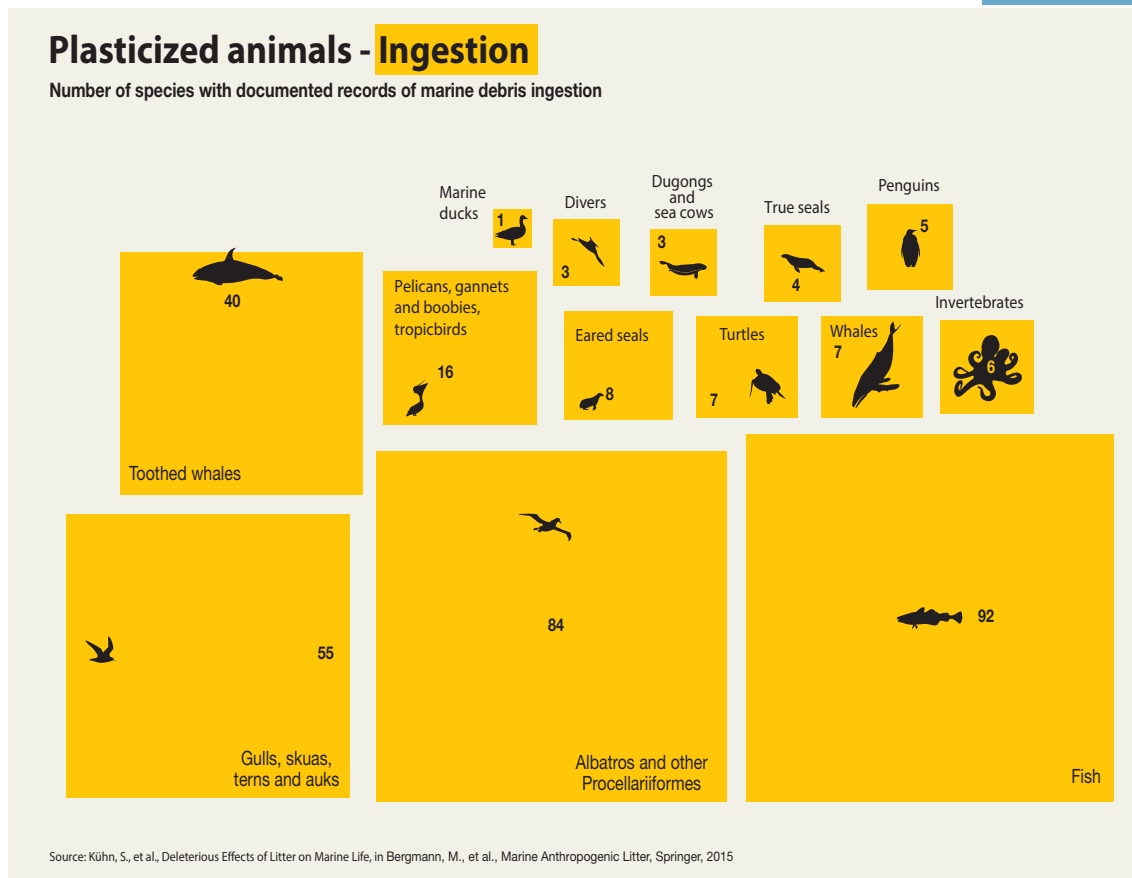 Plasticized animals - Ingestion
Number of species with documented records of marine debris ingestion
Marine
ducks
1
Divers
3
Dugongs
and
sea cows
3
True seals
4
Penguins
5
40
Toothed whales
Pelicans, gannets
and boobies,
tropicbirds
16
Eared seals
8
Turtles
7
Whales
7
Invertebrates
6
55
Gulls, skuas,
terns and auks
84
Albatros and other
Procellariiformes
92
Fish
Source: Kühn, S., et al., Deleterious Effects of Litter on Marine Life, in Bergmann, M., et al., Marine Anthropogenic Litter, Springer, 2015